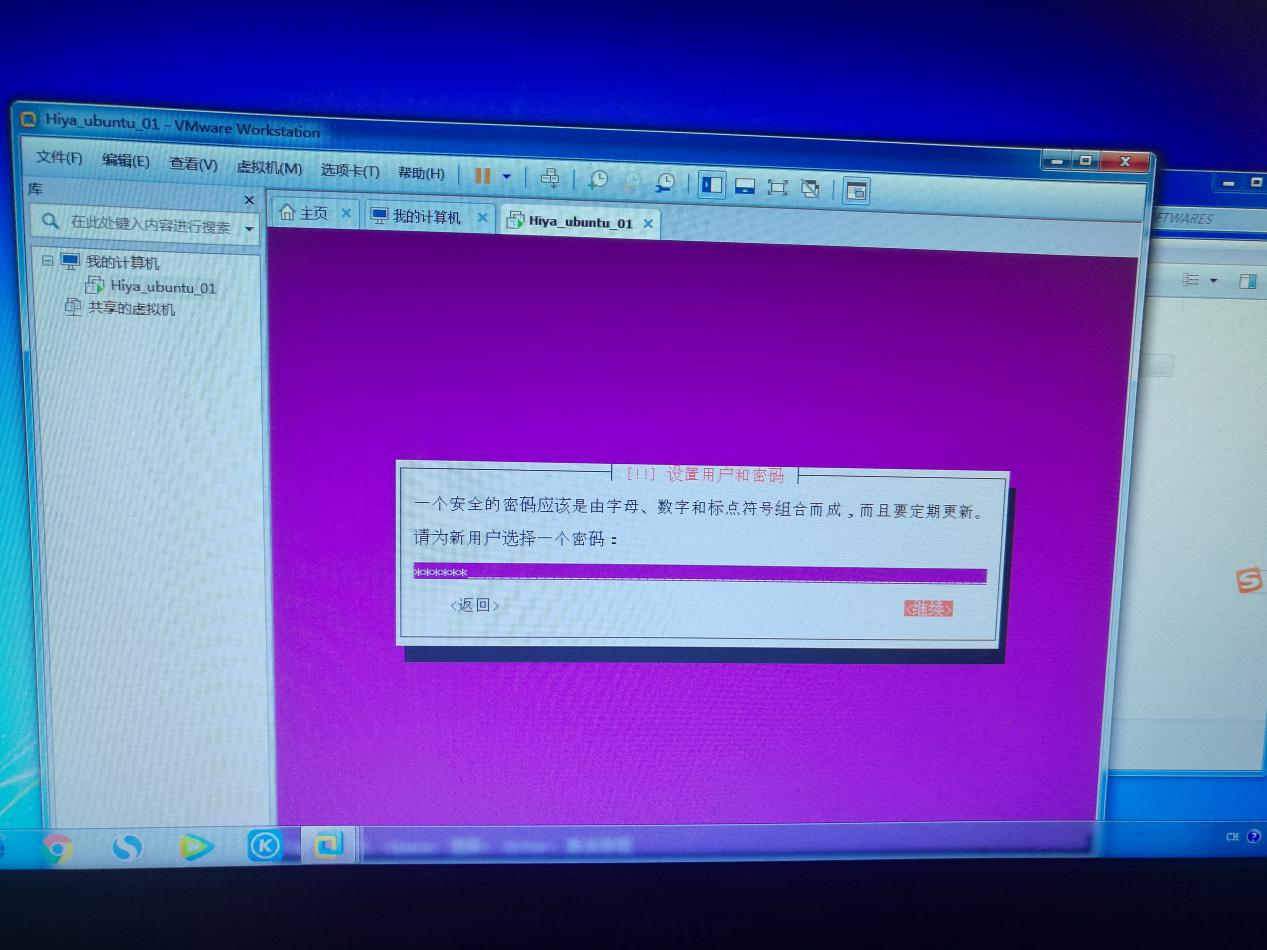 Hiya_ubuntu_01 - VMware Workstation
文件(F) 编辑(E) 查看(V) 虚拟机(M) 选项卡(T) 帮助(H)
库
在此处键入内容进行搜索
主页 我的计算机 Hiya_ubuntu_01
我的计算机
Hiya_ubuntu_01
共享的虚拟机
[!!] 设置用户和密码
一个安全的密码应该是由字母、数字和标点符号组合而成，而且要定期更新。
请为新用户选择一个密码：
******
<返回> <继续>
CH